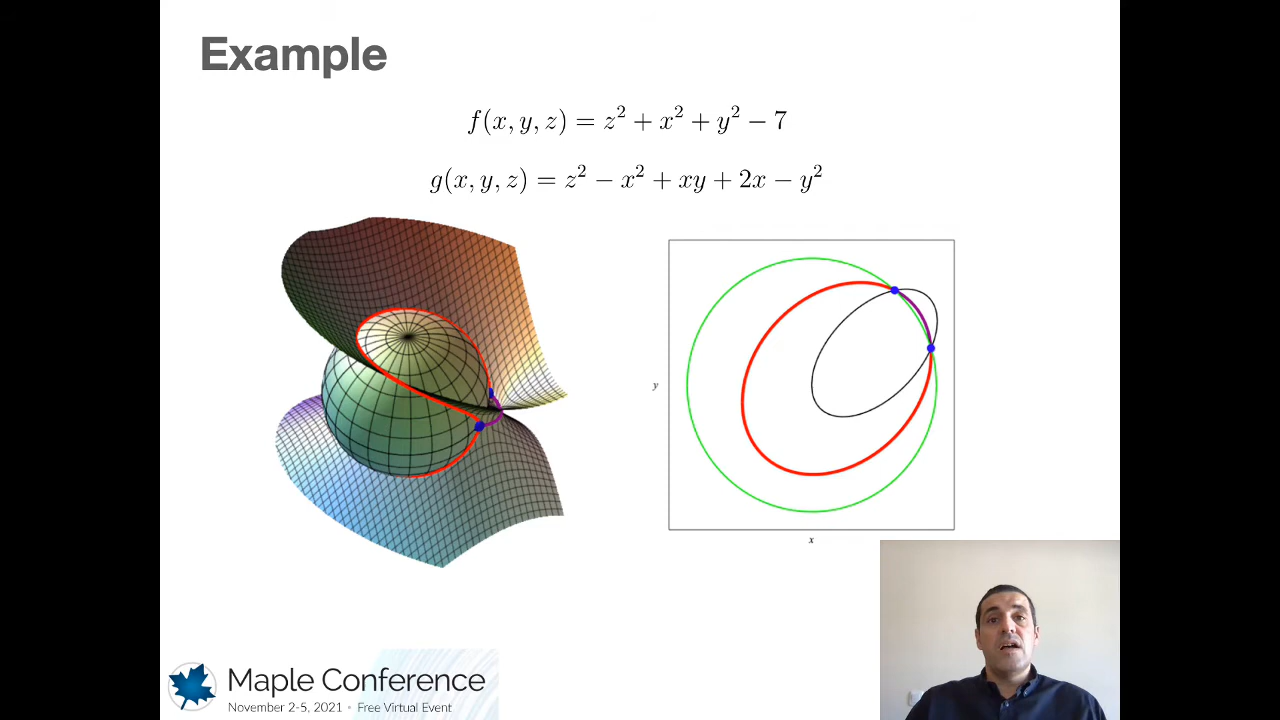 Example
f(x, y, z) = z² + x² + y² − 7
g(x, y, z) = z² − x² + xy + 2x − y²
y
x
Maple Conference
November 2-5, 2021 • Free Virtual Event